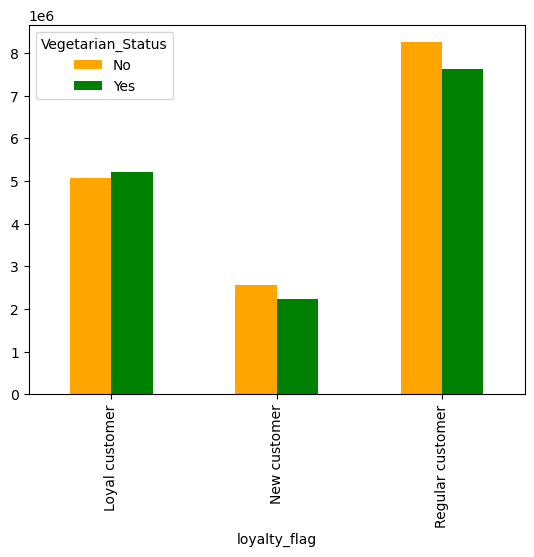 1e6
Vegetarian_Status
No
Yes
8
7
6
5
4
3
2
1
0
Loyal customer
New customer
Regular customer
loyalty_flag